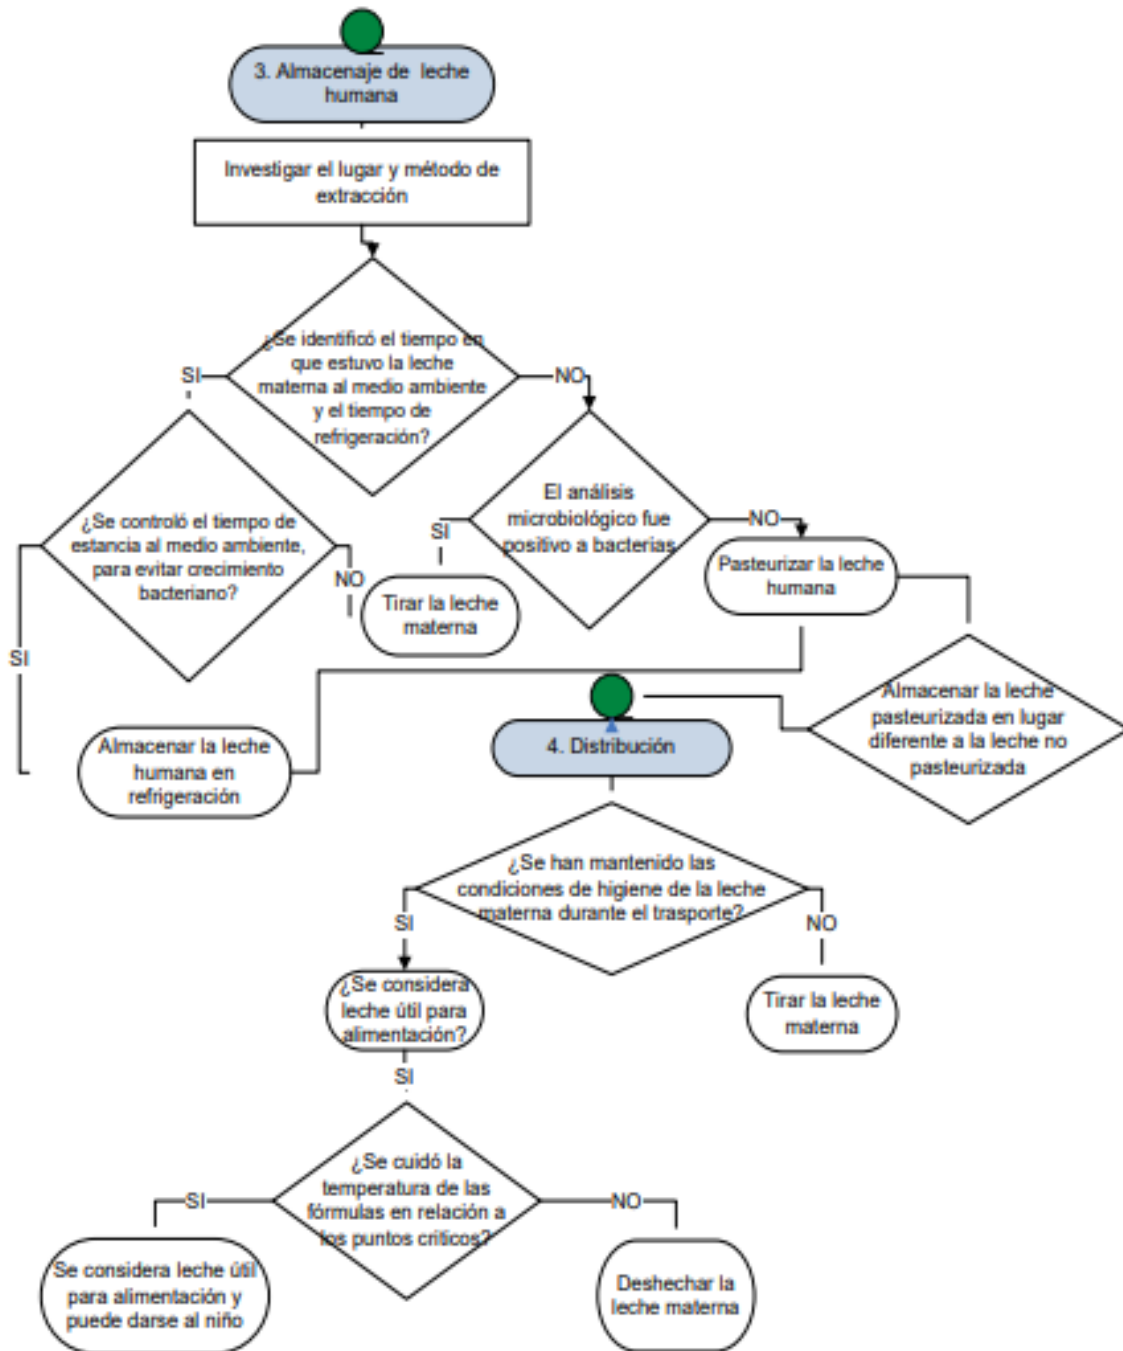 3. Almacenaje de leche
humana
Investigar el lugar y método de
extracción
¿Se identificó el tiempo en
que estuvo la leche
materna al medio ambiente
y el tiempo de
refrigeración?
SI
NO
¿Se controló el tiempo de
estancia al medio ambiente,
para evitar crecimiento
bacteriano?
El análisis
microbiológico fue
positivo a bacterias
SI
NO
NO
SI
Tirar la leche
materna
Pasteurizar la leche
humana
Almacenar la leche
humana en
refrigeración
Almacenar la leche
pasteurizada en lugar
diferente a la leche no
pasteurizada
4. Distribución
¿Se han mantenido las
condiciones de higiene de la leche
materna durante el trasporte?
SI
NO
¿Se considera
leche útil para
alimentación?
Tirar la leche
materna
SI
¿Se cuidó la
temperatura de las
fórmulas en relación a
los puntos criticos?
SI
NO
Se considera leche útil
para alimentación y
puede darse al niño
Deshechar la
leche materna